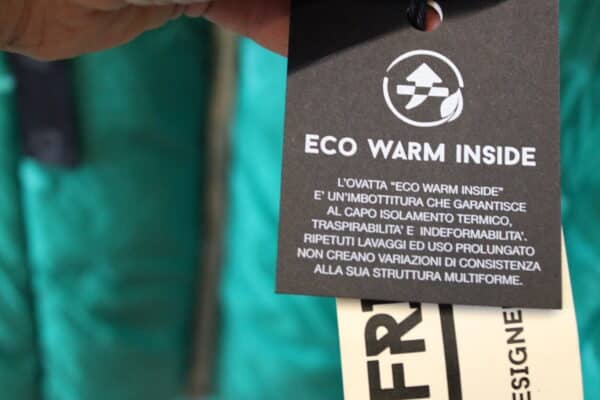 ECO WARM INSIDE
L'OVATTA "ECO WARM INSIDE"
E' UN'IMBOTTITURA CHE GARANTISCE
AL CAPO ISOLAMENTO TERMICO,
TRASPIRABILITA' E INDEFORMABILITA'.
RIPETUTI LAVAGGI ED USO PROLUNGATO
NON CREANO VARIAZIONI DI CONSISTENZA
ALLA SUA STRUTTURA MULTIFORME.